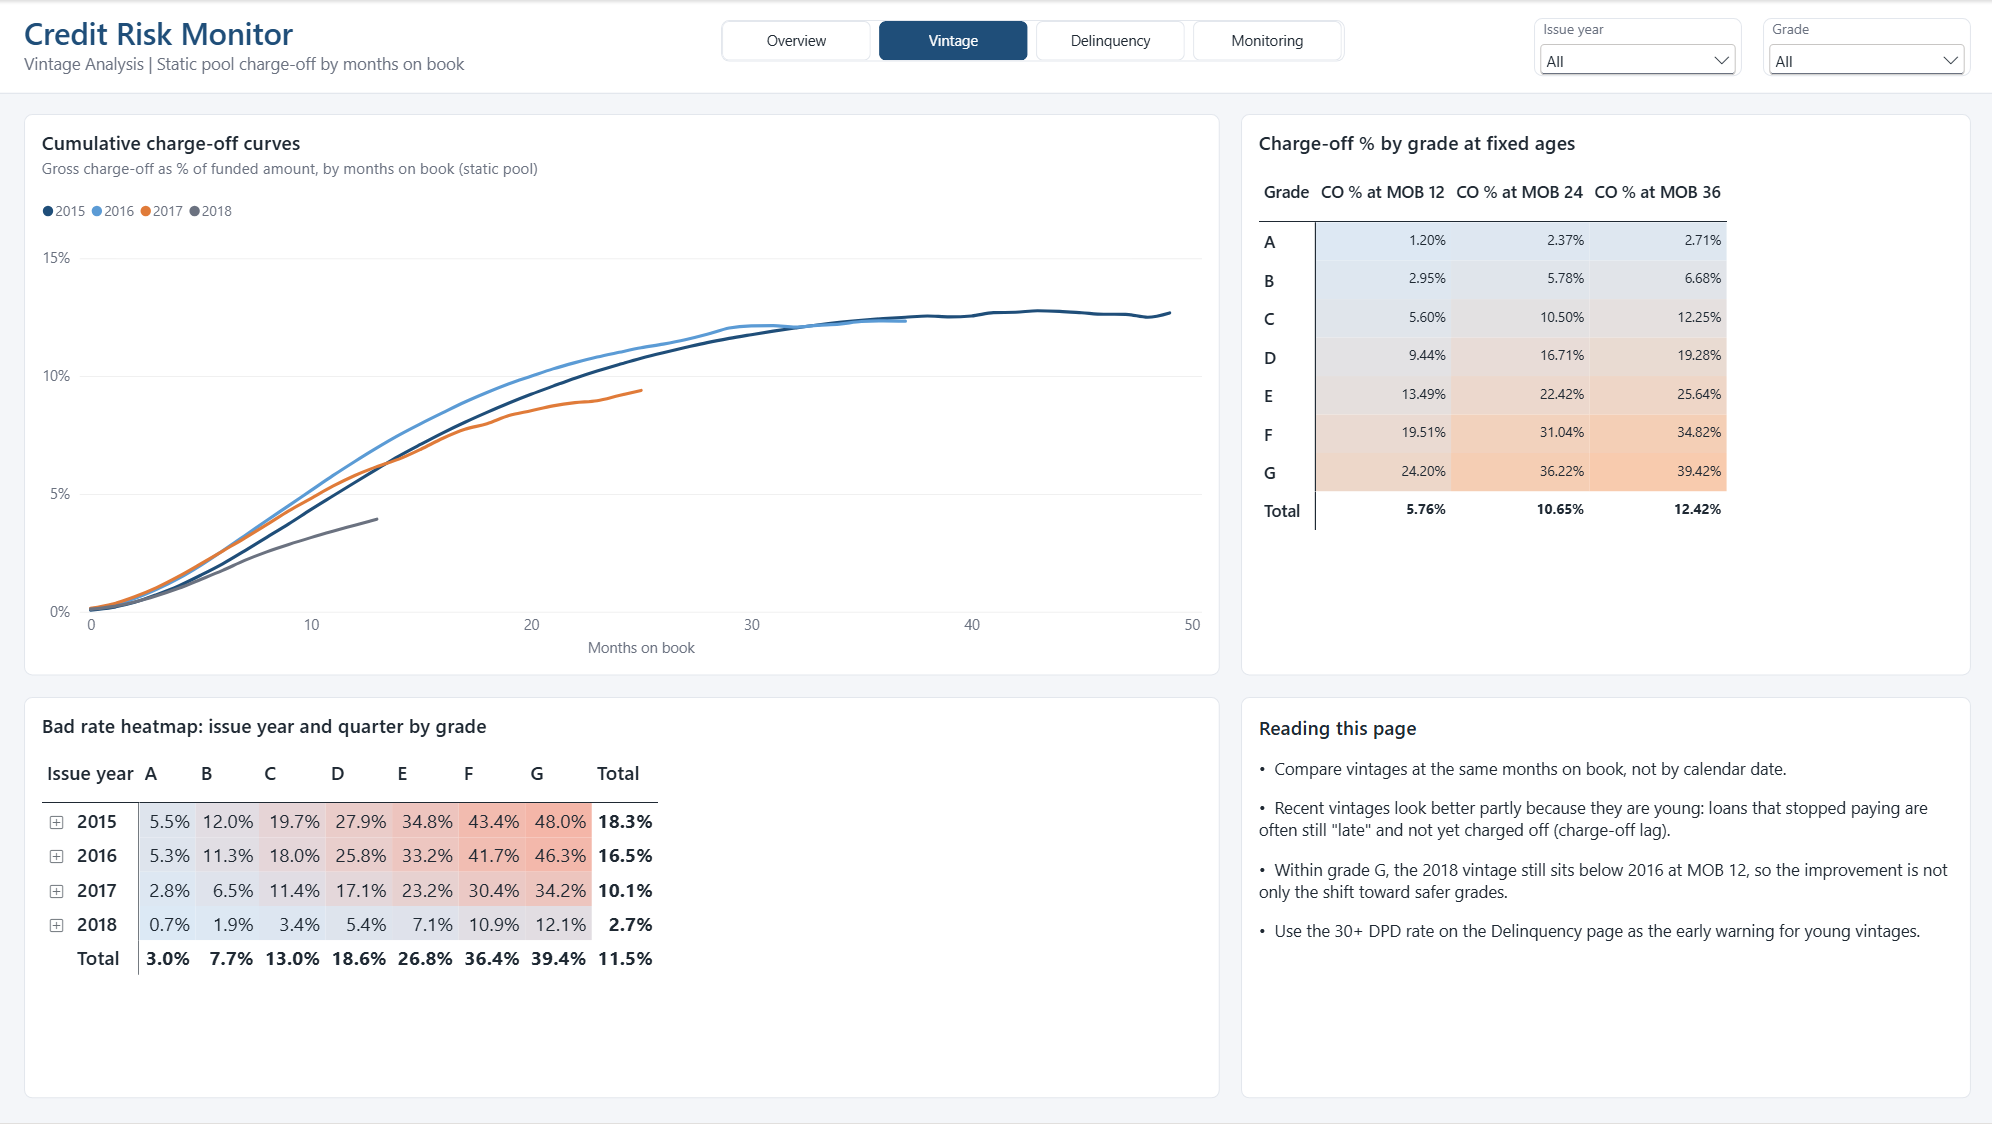 Credit Risk Monitor
Vintage Analysis | Static pool charge-off by months on book
Overview
Vintage
Delinquency
Monitoring
Issue year
All
Grade
All
Cumulative charge-off curves
Gross charge-off as % of funded amount, by months on book (static pool)
2015 2016 2017 2018
15%
10%
5%
0%
0 10 20 30 40 50
Months on book
Charge-off % by grade at fixed ages
Grade CO % at MOB 12 CO % at MOB 24 CO % at MOB 36
A 1.20% 2.37% 2.71%
B 2.95% 5.78% 6.68%
C 5.60% 10.50% 12.25%
D 9.44% 16.71% 19.28%
E 13.49% 22.42% 25.64%
F 19.51% 31.04% 34.82%
G 24.20% 36.22% 39.42%
Total 5.76% 10.65% 12.42%
Bad rate heatmap: issue year and quarter by grade
Issue year A B C D E F G Total
2015 5.5% 12.0% 19.7% 27.9% 34.8% 43.4% 48.0% 18.3%
2016 5.3% 11.3% 18.0% 25.8% 33.2% 41.7% 46.3% 16.5%
2017 2.8% 6.5% 11.4% 17.1% 23.2% 30.4% 34.2% 10.1%
2018 0.7% 1.9% 3.4% 5.4% 7.1% 10.9% 12.1% 2.7%
Total 3.0% 7.7% 13.0% 18.6% 26.8% 36.4% 39.4% 11.5%
Reading this page
• Compare vintages at the same months on book, not by calendar date.
• Recent vintages look better partly because they are young: loans that stopped paying are
often still "late" and not yet charged off (charge-off lag).
• Within grade G, the 2018 vintage still sits below 2016 at MOB 12, so the improvement is not
only the shift toward safer grades.
• Use the 30+ DPD rate on the Delinquency page as the early warning for young vintages.